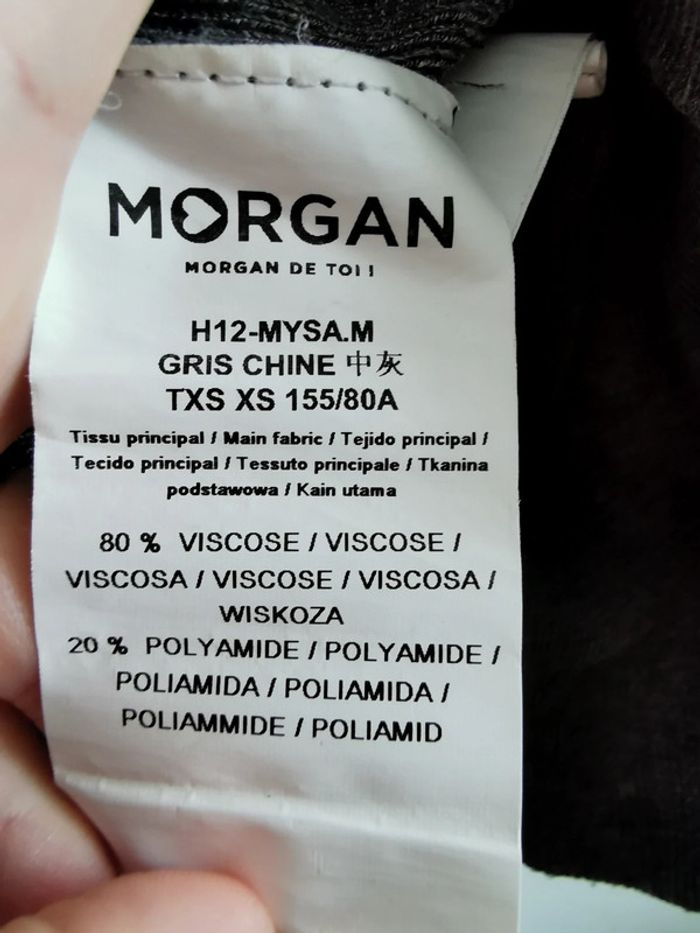 MORGAN
MORGAN DE TOI !
H12-MYSA.M
GRIS CHINE 中灰
TXS XS 155/80A
Tissu principal / Main fabric / Tejido principal /
Tecido principal / Tessuto principale / Tkanina
podstawowa / Kain utama
80 % VISCOSE / VISCOSE /
VISCOSA / VISCOSE / VISCOSA /
WISKOZA
20 % POLYAMIDE / POLYAMIDE /
POLIAMIDA / POLIAMIDA /
POLIAMMIDE / POLIAMID